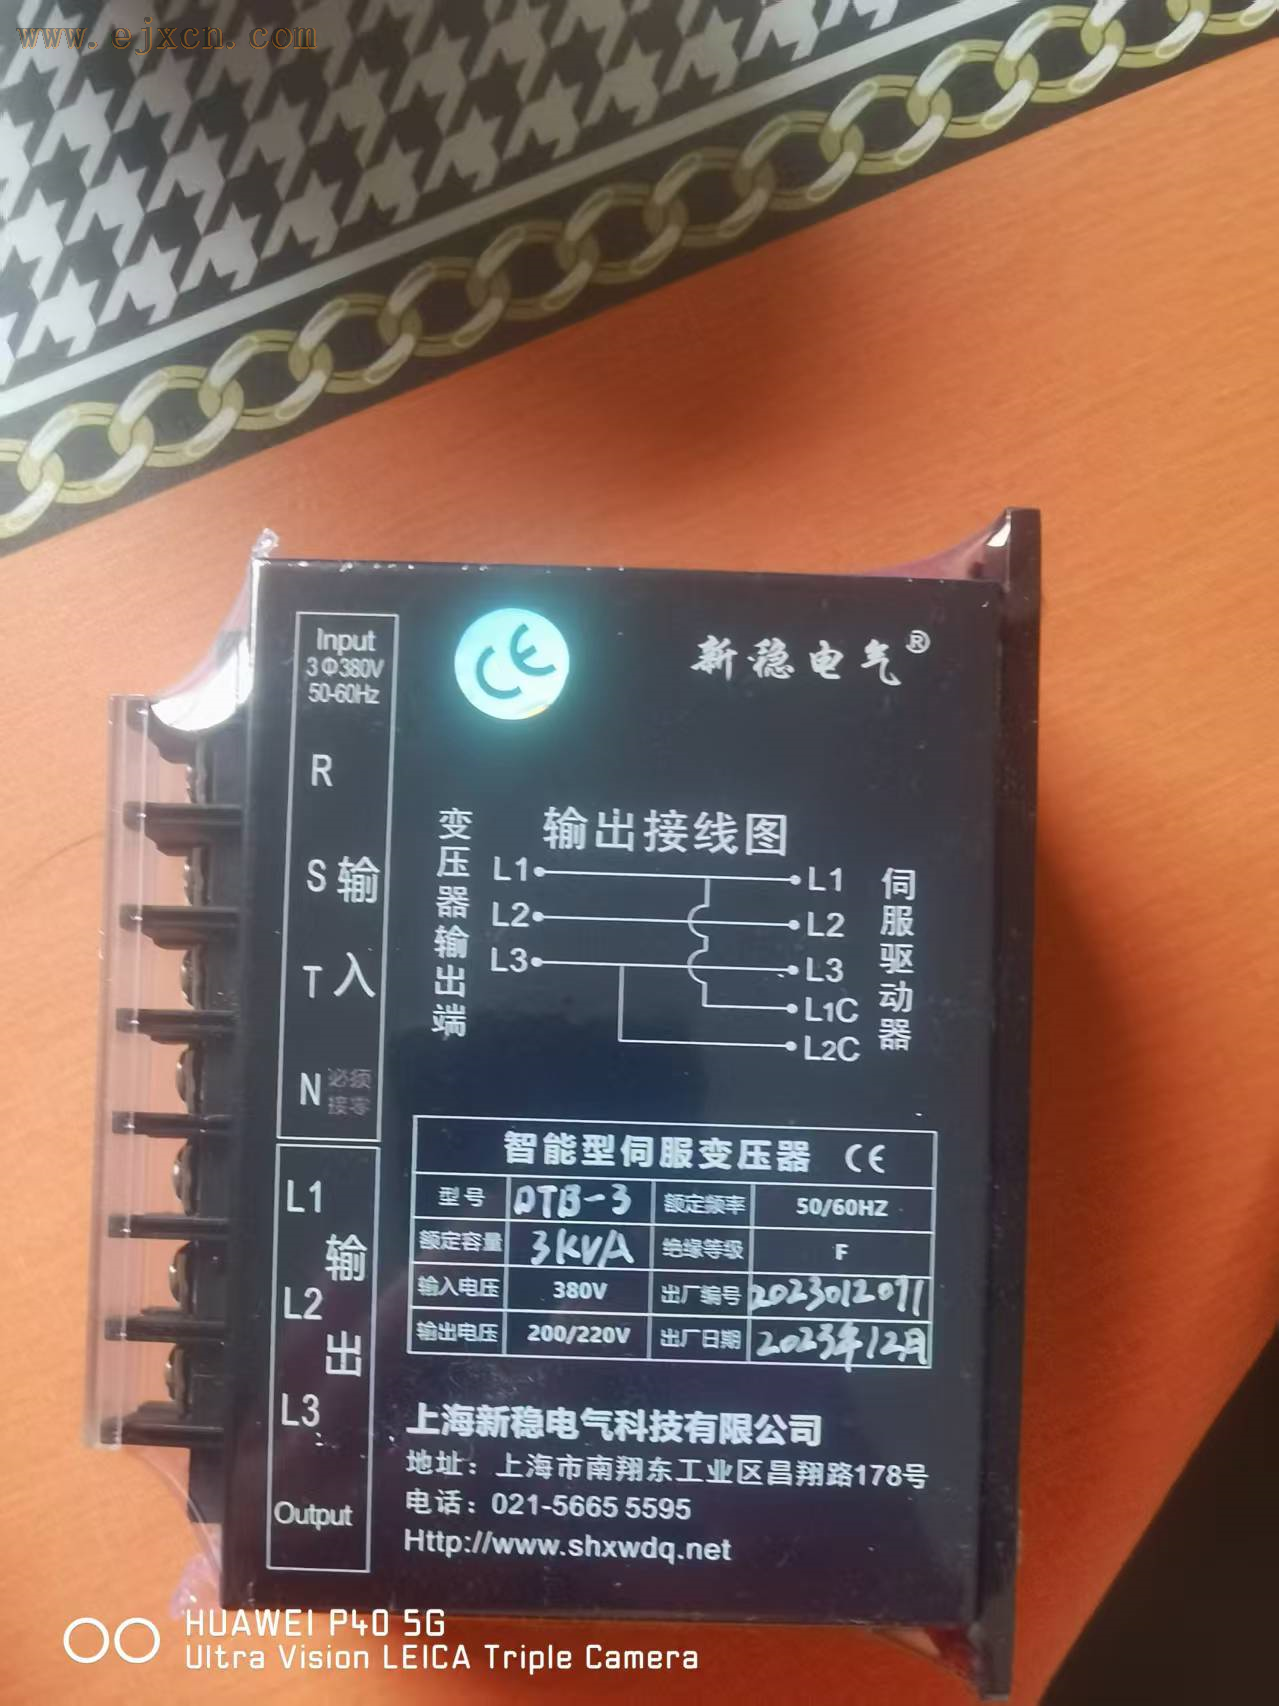 www.ejxcn.com
Input
3Φ380V
50-60Hz
R
S
T
输入
N 必须接零
L1
L2
L3
输出
Output
CE
新稳电气®
输出接线图
变压器输出端
L1
L2
L3
L1
L2
L3
L1C
L2C
伺服驱动器
智能型伺服变压器 CE
型号 DTB-3 额定频率 50/60HZ
额定容量 3KVA 绝缘等级 F
输入电压 380V 出厂编号 2023012071
输出电压 200/220V 出厂日期 2023年12月
上海新稳电气科技有限公司
地址：上海市南翔东工业区昌翔路178号
电话：021-5665 5595
Http://www.shxwdq.net
HUAWEI P40 5G
Ultra Vision LEICA Triple Camera